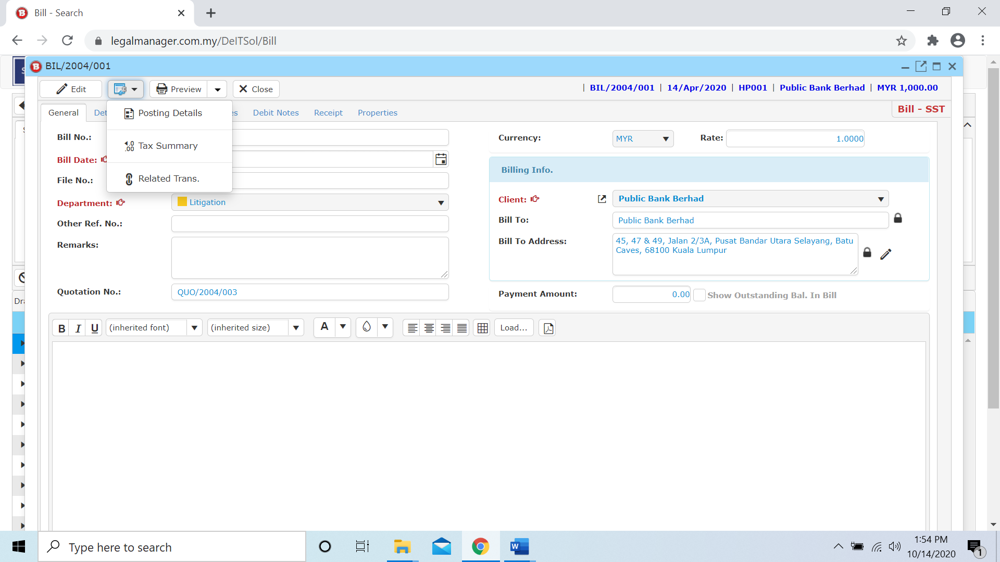 Bill - Search
legalmanager.com.my/DeITSol/Bill
BIL/2004/001
Edit
Preview
Close
| BIL/2004/001 | 14/Apr/2020 | HP001 | Public Bank Berhad | MYR 1,000.00
General
Det
es
Debit Notes
Receipt
Properties
Bill - SST
Posting Details
Tax Summary
Related Trans.
Bill No.:
Bill Date:
File No.:
Department:
Litigation
Other Ref. No.:
Remarks:
Quotation No.:
QUO/2004/003
Currency:
MYR
Rate:
1.0000
Billing Info.
Client:
Public Bank Berhad
Bill To:
Public Bank Berhad
Bill To Address:
45, 47 & 49, Jalan 2/3A, Pusat Bandar Utara Selayang, Batu
Caves, 68100 Kuala Lumpur
Payment Amount:
0.00
Show Outstanding Bal. In Bill
Dra
B I U
(inherited font)
(inherited size)
A
Load...
Type here to search
1:54 PM
10/14/2020
1